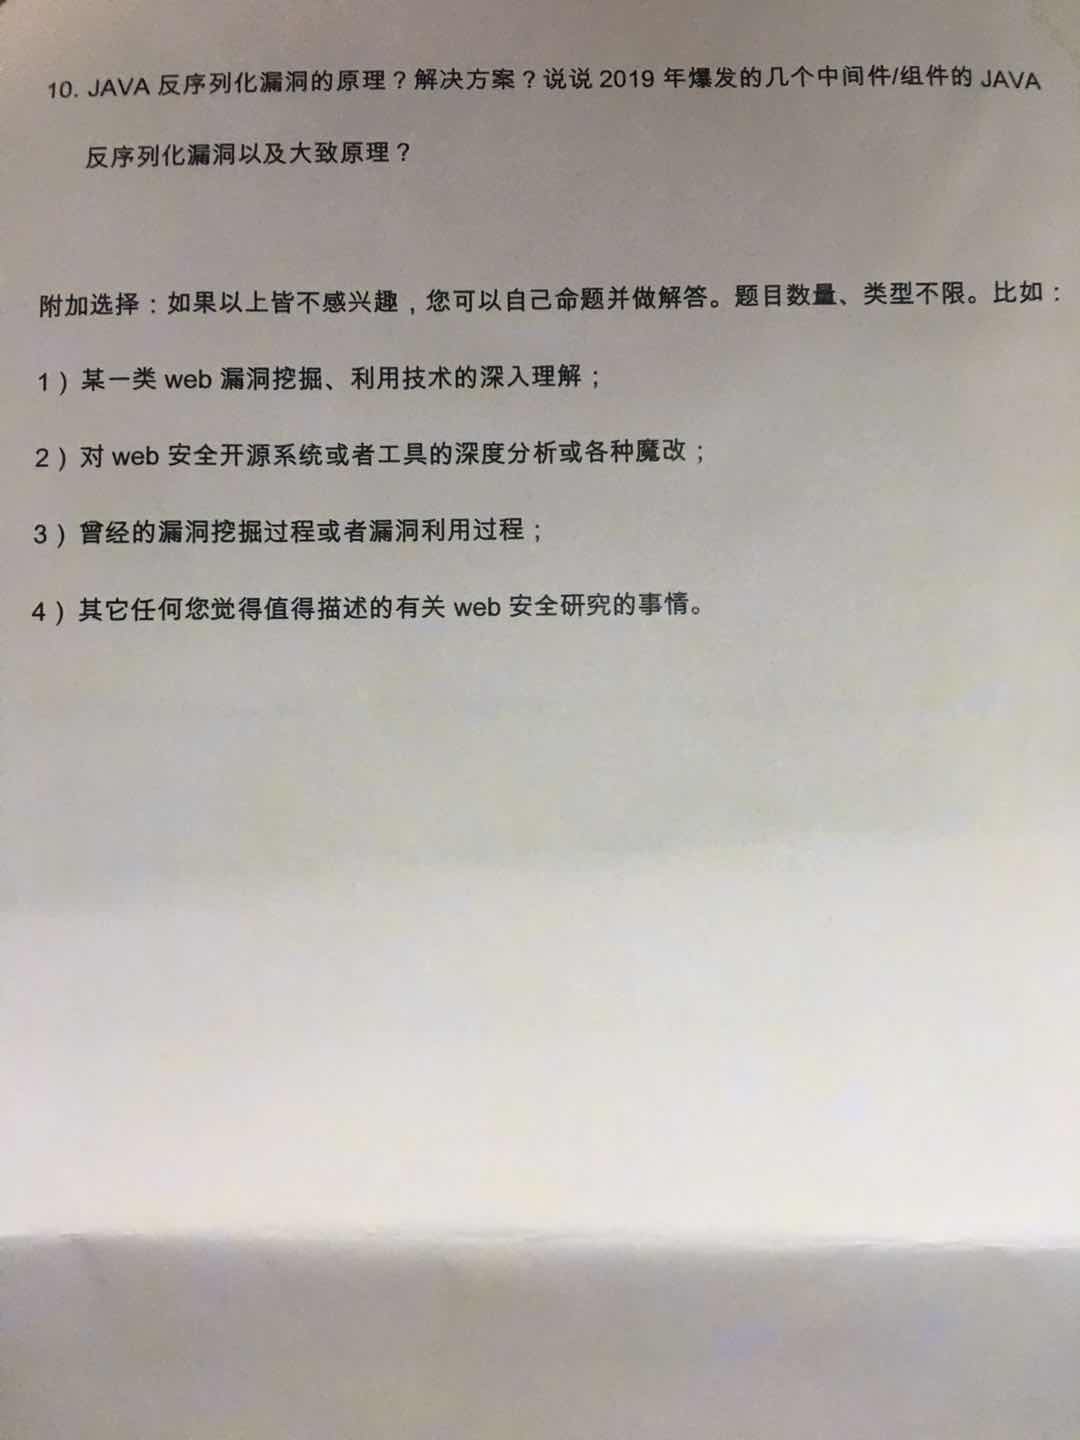 10. JAVA 反序列化漏洞的原理？解决方案？说说 2019 年爆发的几个中间件/组件的 JAVA
反序列化漏洞以及大致原理？
附加选择：如果以上皆不感兴趣，您可以自己命题并做解答。题目数量、类型不限。比如：
1）某一类 web 漏洞挖掘、利用技术的深入理解；
2）对 web 安全开源系统或者工具的深度分析或各种魔改；
3）曾经的漏洞挖掘过程或者漏洞利用过程；
4）其它任何您觉得值得描述的有关 web 安全研究的事情。